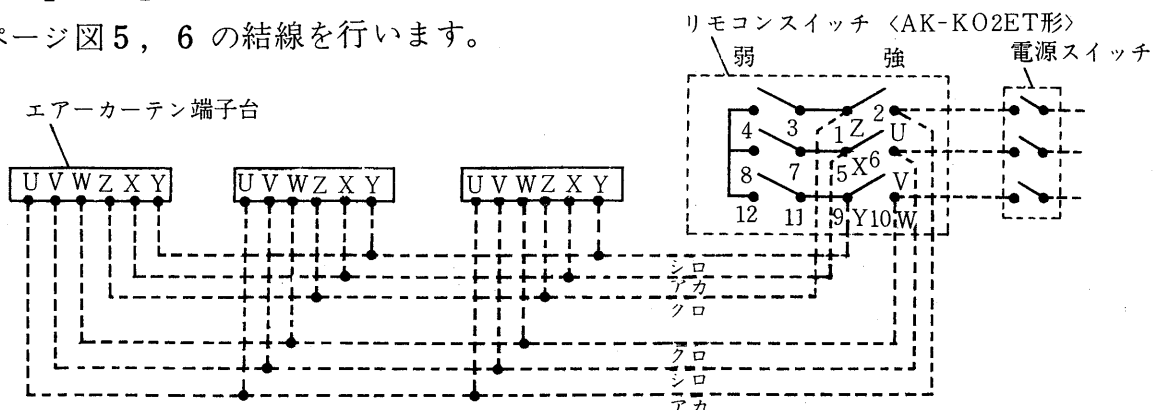 ページ図5，6の結線を行います。
リモコンスイッチ〈AK-KO2ET形〉
電源スイッチ
弱 強
エアーカーテン端子台
4 3 1 Z 2 U
8 7 5 X 6 V
12 11 9 Y 10 W
U V W Z X Y
U V W Z X Y
U V W Z X Y
シロ
アカ
クロ
クロ
シロ
アカ